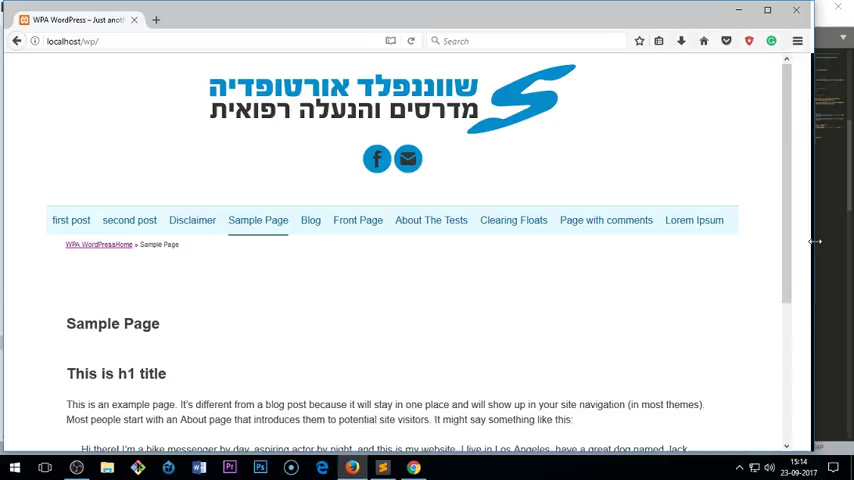 WPA WordPress – Just anoth
localhost/wp/
Search
שווננפלד אורטופדיה
מדרסים והנעלה רפואית
first post second post Disclaimer Sample Page Blog Front Page About The Tests Clearing Floats Page with comments Lorem Ipsum
WPA WordPressHome » Sample Page
Sample Page
This is h1 title
This is an example page. It's different from a blog post because it will stay in one place and will show up in your site navigation (in most themes).
Most people start with an About page that introduces them to potential site visitors. It might say something like this:
Hi there! I'm a bike messenger by day, aspiring actor by night, and this is my website. I live in Los Angeles, have a great dog named Jack,
15:14
23-09-2017